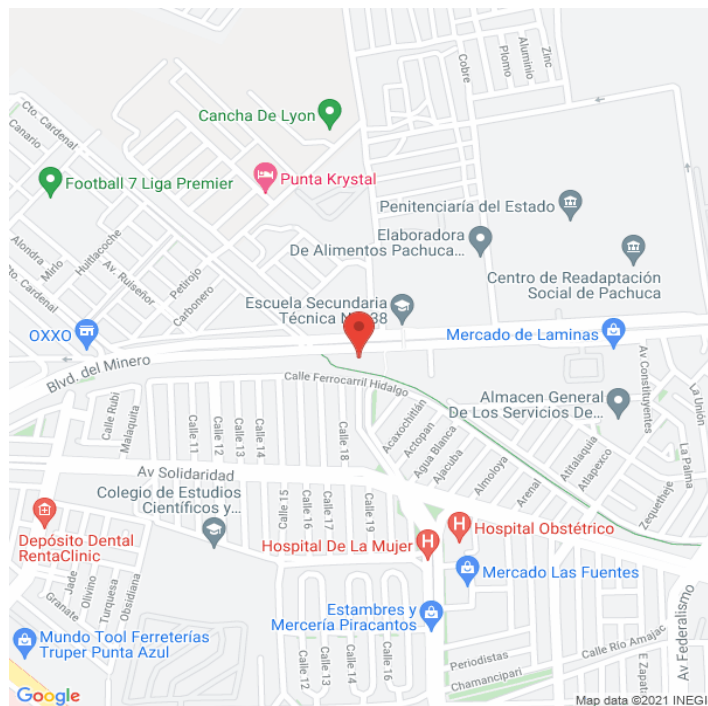 Zinc
Aluminio
Plomo
Cobre
Cto. Cardenal
Canario
Cancha De Lyon
Football 7 Liga Premier
Punta Krystal
Penitenciaría del Estado
Elaboradora
De Alimentos Pachuca...
Centro de Readaptación
Social de Pachuca
Alondra
Mirlo
Huitlacoche
Cto. Cardenal
Av. Ruiseñor
Petirojo
Carbonero
Escuela Secundaria
Técnica
38
OXXO
Mercado de Laminas
Blvd. del Minero
Calle Ferrocarril Hidalgo
Av Constituyentes
La Unión
Almacen General
De Los Servicios De...
Calle Rubí
Malaquita
Calle 11
Calle 12
Calle 13
Calle 14
Calle 18
Acaxochitlán
Actopan
Agua Blanca
Ajacuba
Almoloya
Arenal
Atitalaquia
Atlapexco
La Palma
Zequetheje
Av Solidaridad
Colegio de Estudios
Científicos y...
Calle 15
Calle 16
Calle 17
Calle 19
Depósito Dental
RentaClinic
Hospital De La Mujer
Hospital Obstétrico
Mercado Las Fuentes
Jade
Olivino
Turquesa
Obsidiana
Granate
Estambres y
Mercería Piracantos
Mundo Tool Ferreterías
Truper Punta Azul
Calle 12
Calle 13
Calle 14
Calle 16
Periodistas
Chamancipari
Calle Río Amajac
E Zapata
Av Federalismo
Google
Map data ©2021 INEGI